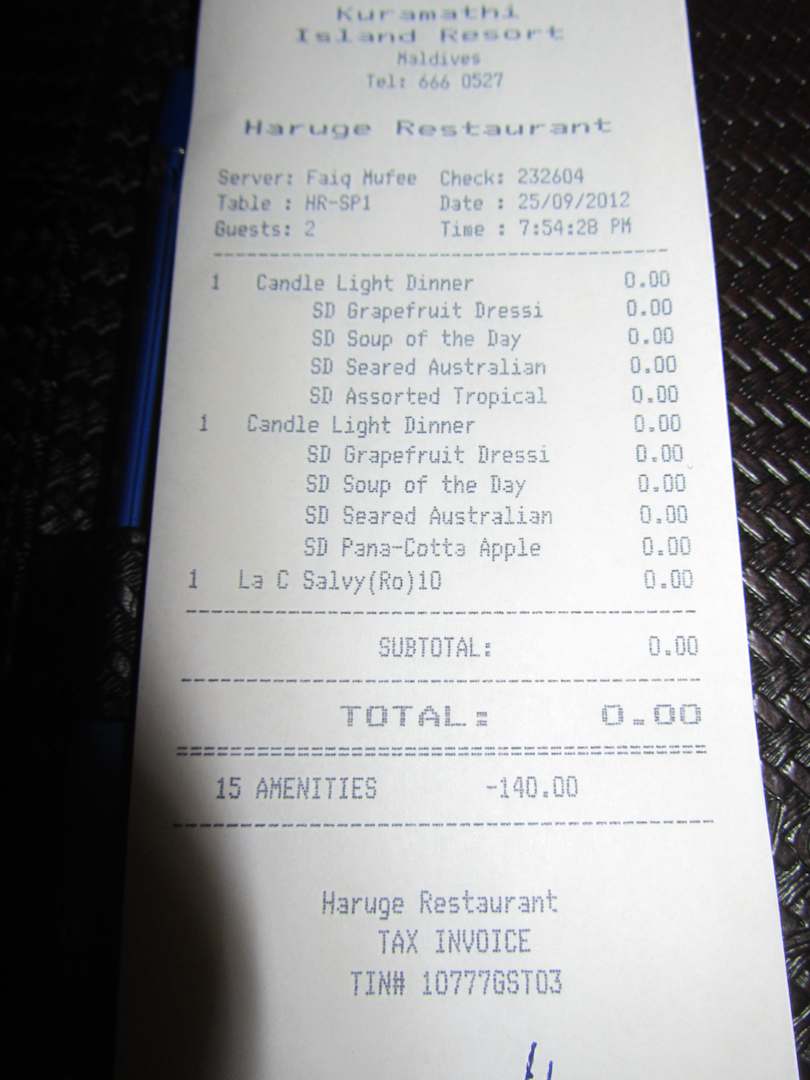 Kuramathi
Island Resort
Maldives
Tel: 666 0527
Haruge Restaurant
Server: Faiq Mufee Check: 232604
Table : HR-SP1 Date : 25/09/2012
Guests: 2 Time : 7:54:28 PM
1 Candle Light Dinner 0.00
SD Grapefruit Dressi 0.00
SD Soup of the Day 0.00
SD Seared Australian 0.00
SD Assorted Tropical 0.00
1 Candle Light Dinner 0.00
SD Grapefruit Dressi 0.00
SD Soup of the Day 0.00
SD Seared Australian 0.00
SD Pana-Cotta Apple 0.00
1 La C Salvy(Ro)10 0.00
SUBTOTAL: 0.00
TOTAL: 0.00
15 AMENITIES -140.00
Haruge Restaurant
TAX INVOICE
TIN# 10777GST03